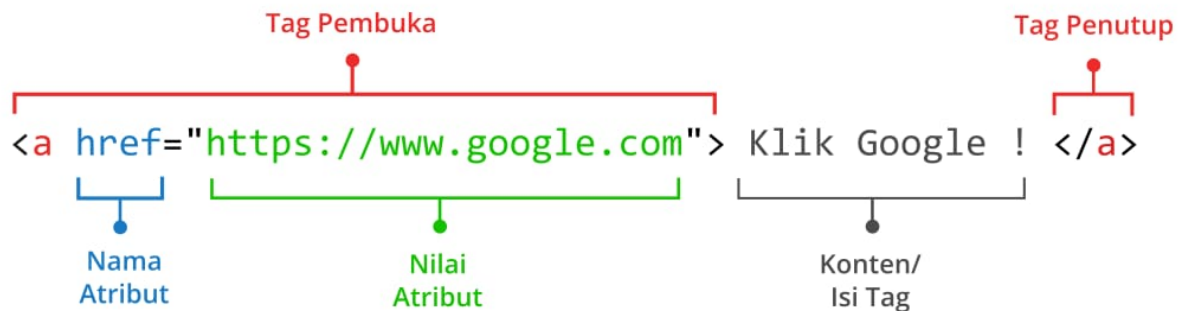 Tag Pembuka
Tag Penutup
<a href="https://www.google.com"> Klik Google ! </a>
Nama
Atribut
Nilai
Atribut
Konten/
Isi Tag